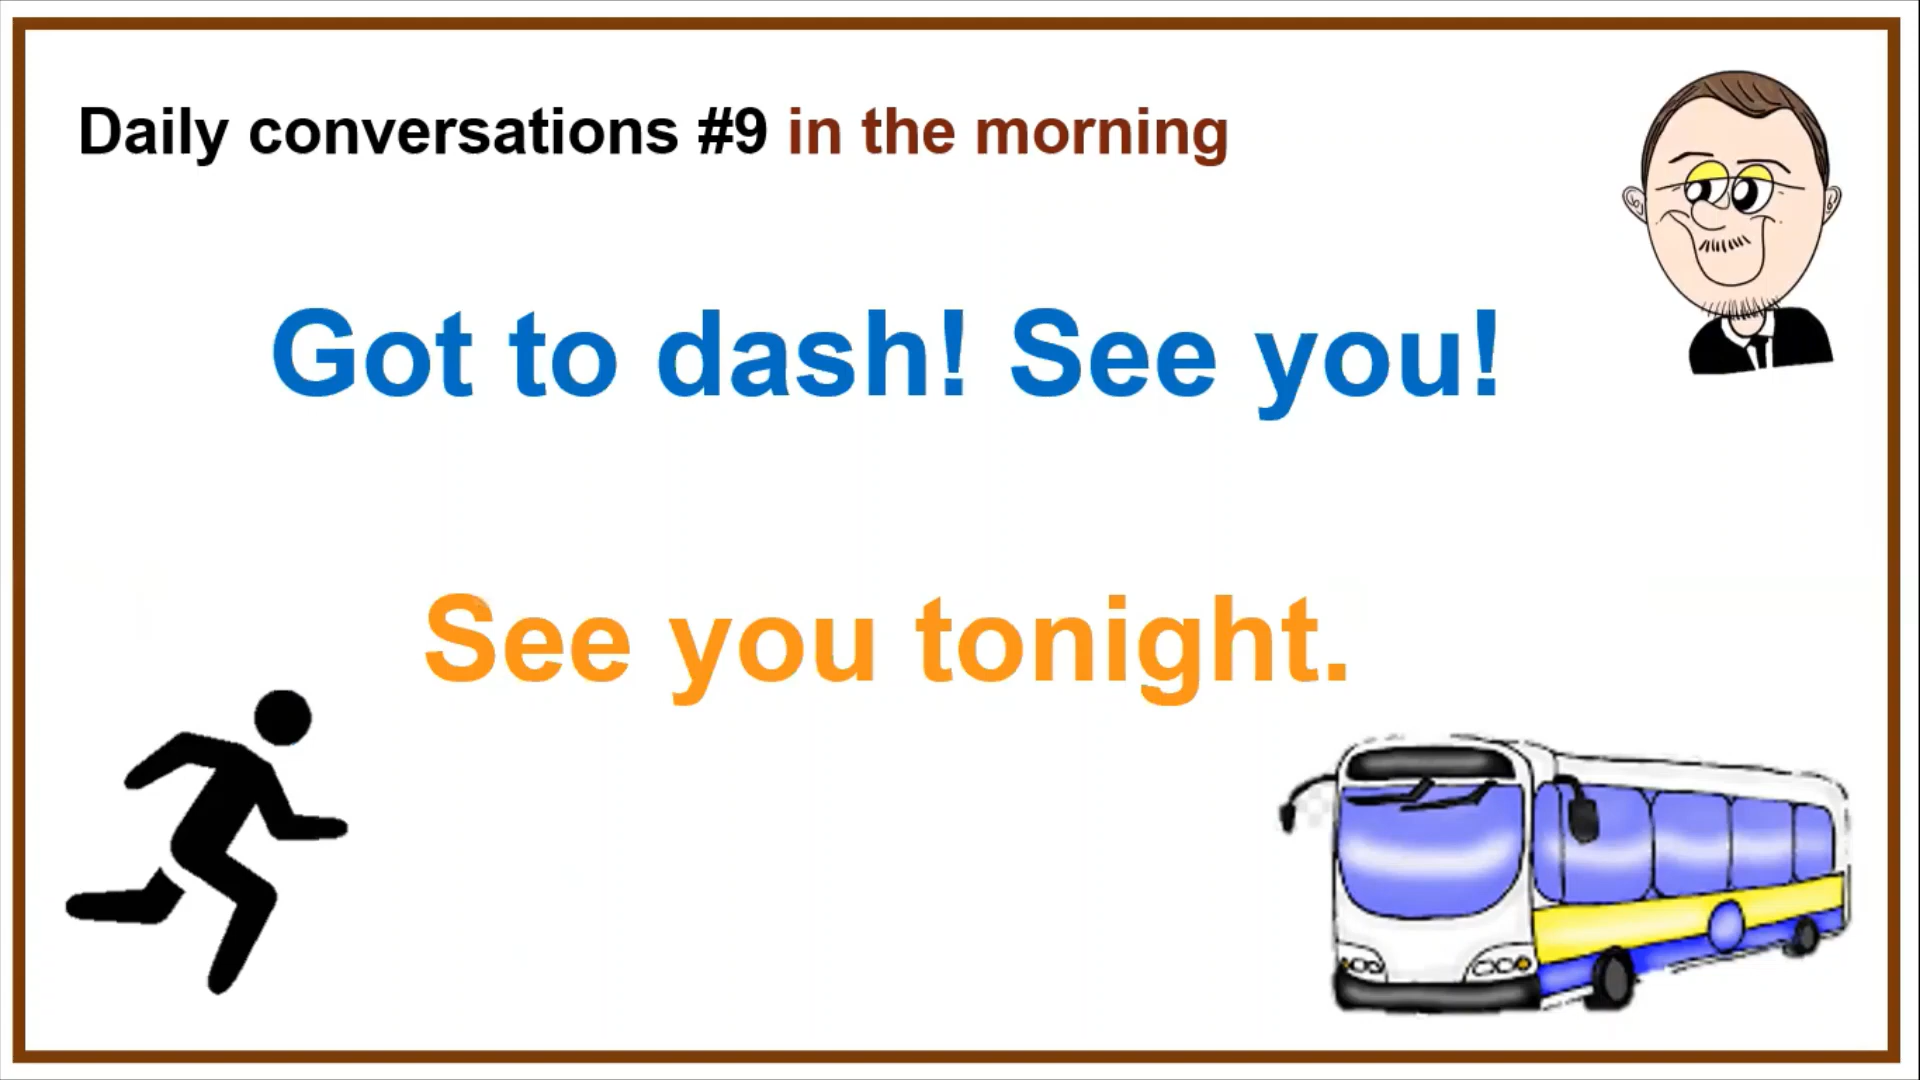 Daily conversations #9 in the morning
Got to dash! See you!
See you tonight.